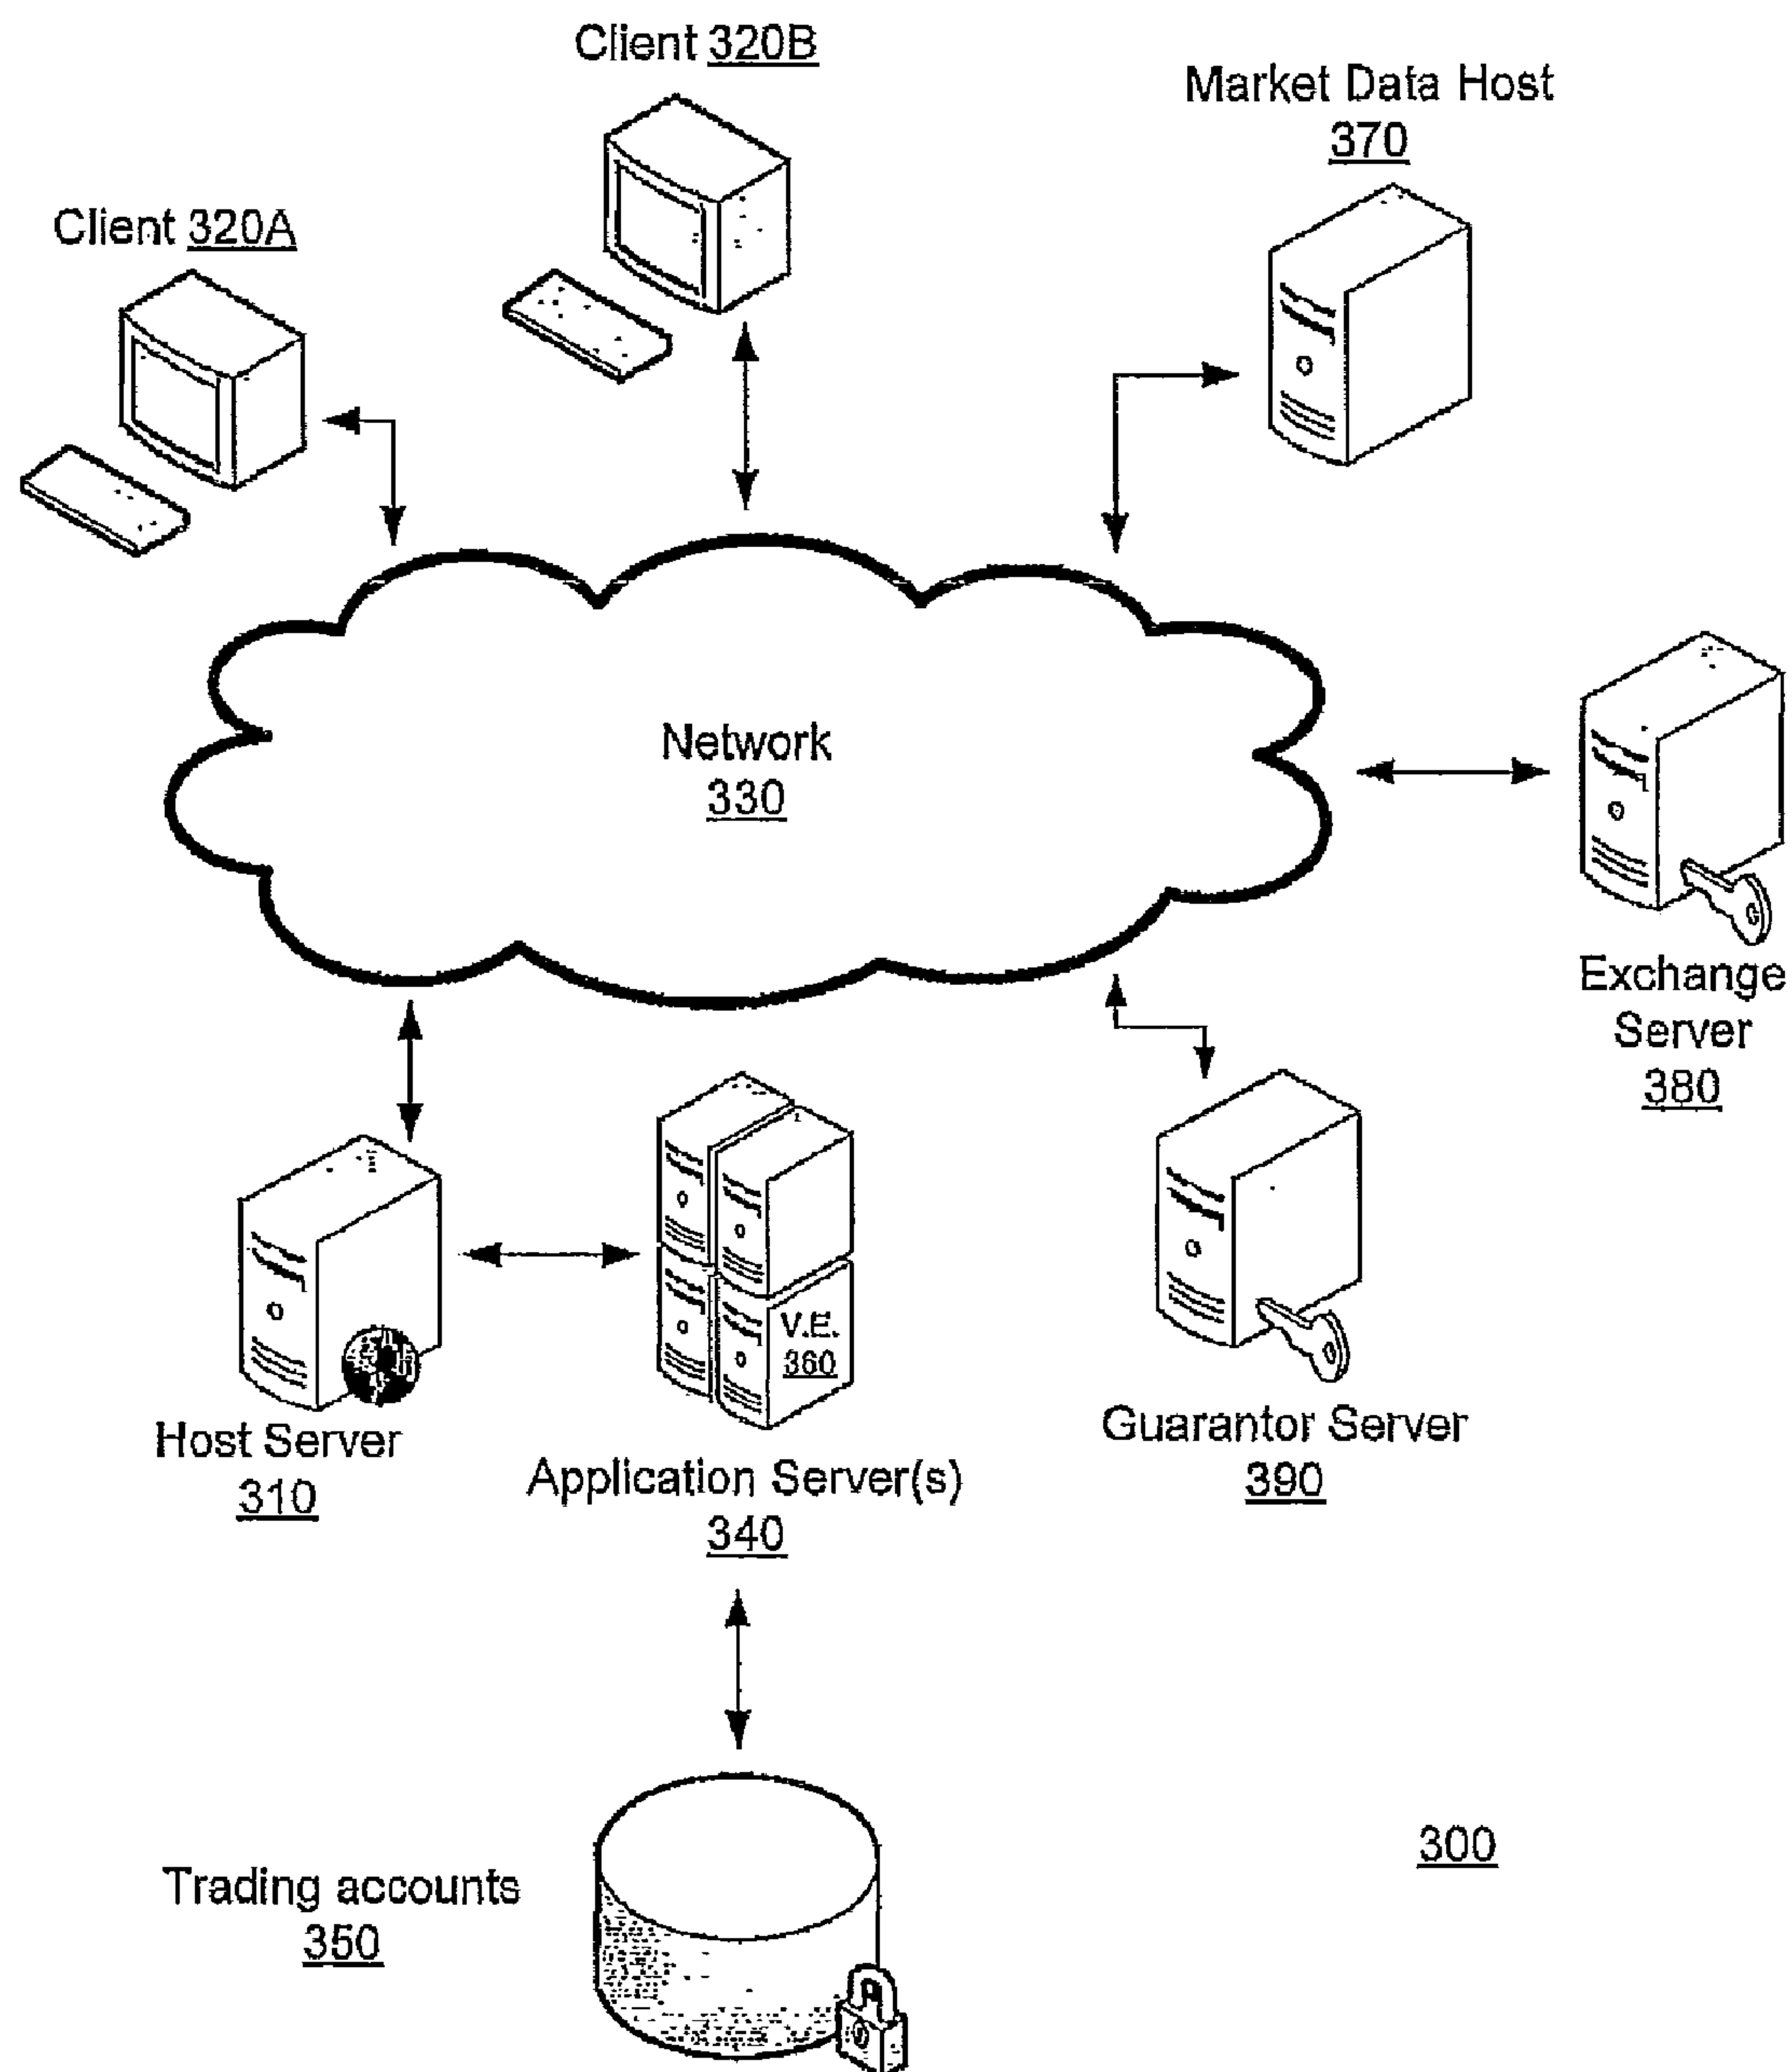 Client 320B
Market Data Host
370
Client 320A
Network
330
Exchange
Server
380
V.E.
360
Host Server
310
Application Server(s)
340
Guarantor Server
390
Trading accounts
350
300